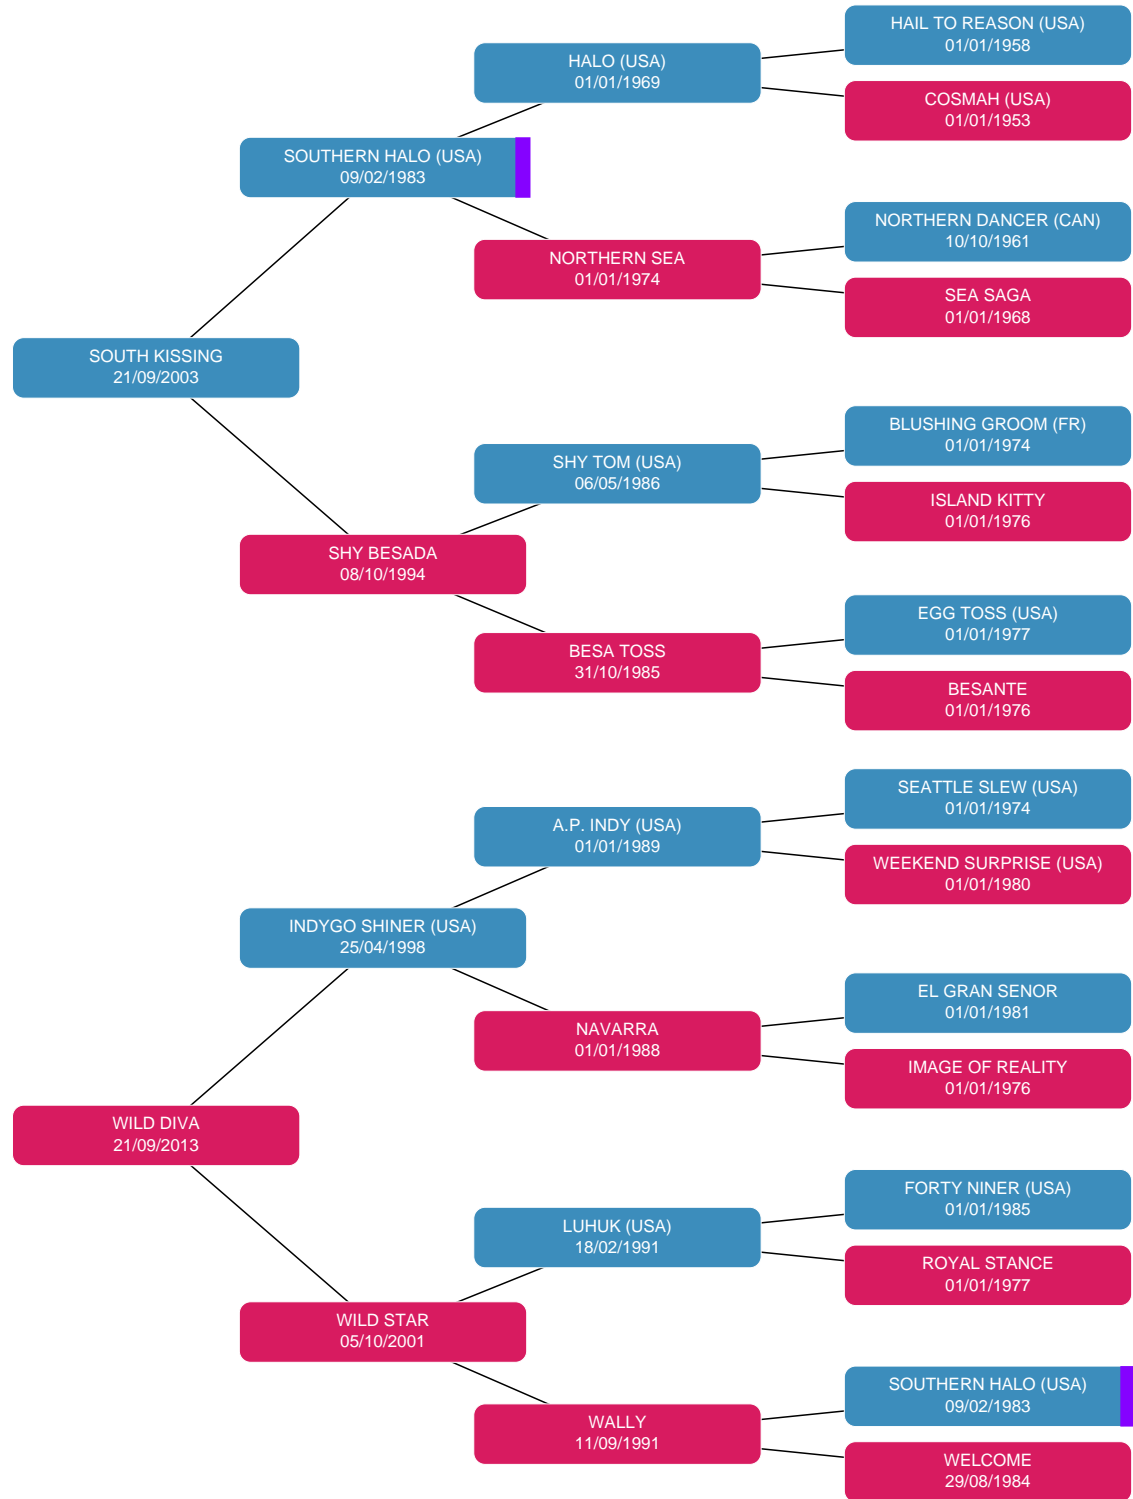 HAIL TO REASON (USA)
01/01/1958
HALO (USA)
01/01/1969
COSMAH (USA)
01/01/1953
SOUTHERN HALO (USA)
09/02/1983
NORTHERN DANCER (CAN)
10/10/1961
NORTHERN SEA
01/01/1974
SEA SAGA
01/01/1968
SOUTH KISSING
21/09/2003
BLUSHING GROOM (FR)
01/01/1974
SHY TOM (USA)
06/05/1986
ISLAND KITTY
01/01/1976
SHY BESADA
08/10/1994
EGG TOSS (USA)
01/01/1977
BESA TOSS
31/10/1985
BESANTE
01/01/1976
SEATTLE SLEW (USA)
01/01/1974
A.P. INDY (USA)
01/01/1989
WEEKEND SURPRISE (USA)
01/01/1980
INDYGO SHINER (USA)
25/04/1998
EL GRAN SENOR
01/01/1981
NAVARRA
01/01/1988
IMAGE OF REALITY
01/01/1976
WILD DIVA
21/09/2013
FORTY NINER (USA)
01/01/1985
LUHUK (USA)
18/02/1991
ROYAL STANCE
01/01/1977
WILD STAR
05/10/2001
SOUTHERN HALO (USA)
09/02/1983
WALLY
11/09/1991
WELCOME
29/08/1984